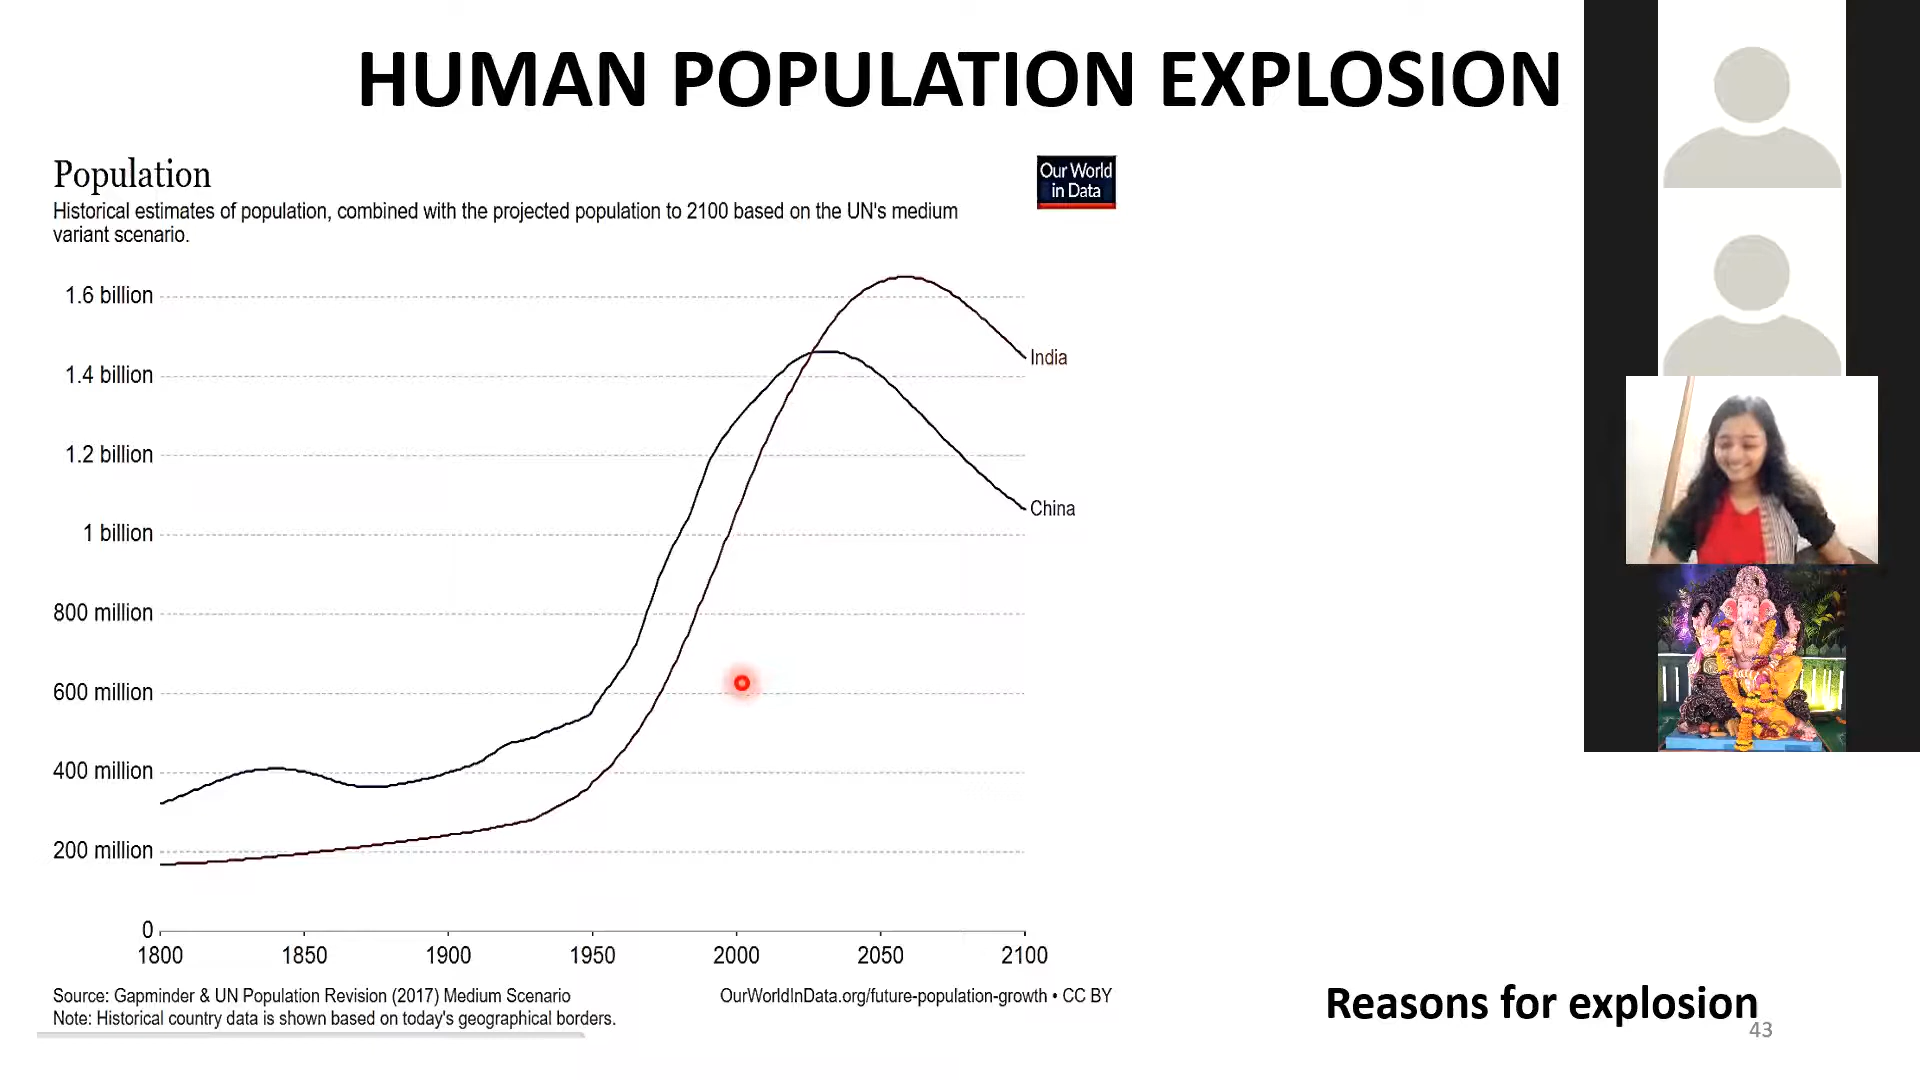 HUMAN POPULATION EXPLOSION
Population
Our World
in Data
Historical estimates of population, combined with the projected population to 2100 based on the UN's medium
variant scenario.
1.6 billion
1.4 billion
1.2 billion
1 billion
800 million
600 million
400 million
200 million
0
India
China
1800 1850 1900 1950 2000 2050 2100
Source: Gapminder & UN Population Revision (2017) Medium Scenario
OurWorldInData.org/future-population-growth • CC BY
Note: Historical country data is shown based on today's geographical borders.
Reasons for explosion
43